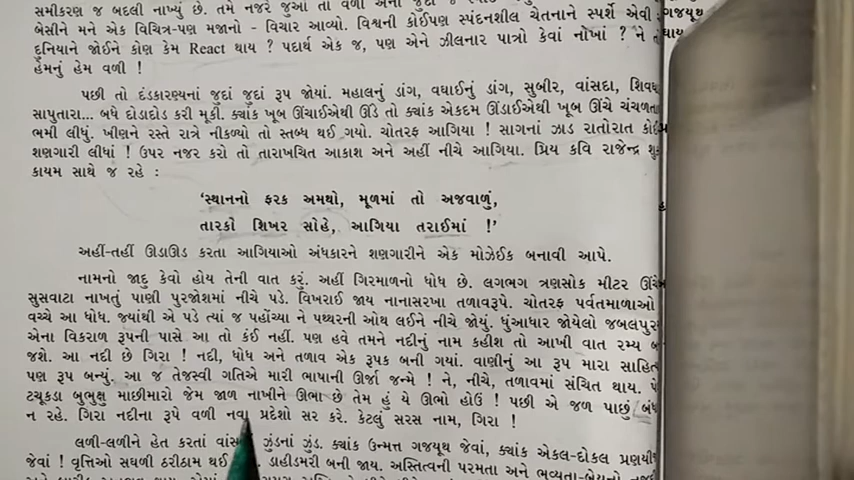 સમીકરણ જ બદલી નાખ્યું છે. તમે નજરે જુઓ તો વળી
બેસીને મને એક વિચિત્ર-પણ મજાનો - વિચાર આવ્યો. વિશ્વની કોઈપણ સ્પંદનશીલ ચેતનાને સ્પર્શે એવી ગજયૂથ
દુનિયાને જોઈને કોણ કેમ React થાય ? પદાર્થ એક જ, પણ એને ઝીલનાર પાત્રો કેવાં નોખાં ? ને
હેમનું હેમ વળી !
પછી તો દંડકારણ્યનાં જુદાં જુદાં રૂપ જોયાં. મહાલનું ડાંગ, વઘાઈનું ડાંગ, સુબીર, વાંસદા,
સાપુતારા... બધે દોડાદોડ કરી મૂકી. ક્યાંક ખૂબ ઊંચાઈએથી ઊંડે તો ક્યાંક એકદમ ઊંડાઈએથી ખૂબ ઊંચે
ભમી લીધું. ખીણને રસ્તે રાત્રે નીકળ્યો તો સ્તબ્ધ થઈ ગયો. ચોતરફ આગિયા ! સાગનાં ઝાડ રાતોરાત
શણગારી લીધાં ! ઉપર નજર કરો તો તારાખચિત આકાશ અને અહીં નીચે આગિયા. પ્રિય કવિ રાજેન્દ્ર
કાયમ સાથે જ રહે :
‘સ્થાનનો ફરક અમથો, મૂળમાં તો અજવાળું,
તારકો શિખર સોહે, આગિયા તરાઈમાં !’
અહીં-તહીં ઊડાઊડ કરતા આગિયાઓ અંધકારને શણગારીને એક મોઝેઈક બનાવી આપે.
નામનો જાદુ કેવો હોય તેની વાત કરું. અહીં ગિરમાળનો ધોધ છે. લગભગ ત્રણસોક મીટર
સુસવાટા નાખતું પાણી પુરજોશમાં નીચે પડે. વિખરાઈ જાય નાનાસરખા તળાવરૂપે. ચોતરફ પર્વતમાળાઓ
વચ્ચે આ ધોધ. જ્યાંથી એ પડે ત્યાં જ પહોંચ્યા ને પથ્થરની ઓથ લઈને નીચે જોયું. ધુંઆધાર જોયેલો
એના વિકરાળ રૂપની પાસે આ તો કંઈ નહીં. પણ હવે તમને નદીનું નામ કહીશ તો આખી વાત રમ્ય
જશે. આ નદી છે ગિરા ! નદી, ધોધ અને તળાવ એક રૂપક બની ગયાં. વાણીનું આ રૂપ મારા
પણ રૂપ બન્યું. આ જ તેજસ્વી ગતિએ મારી ભાષાની ઊર્જા જન્મે ! ને, નીચે, તળાવમાં સંચિત થાય.
ટચૂકડા બુભુક્ષુ માછીમારો જેમ જાળ નાખીને ઊભા છે તેમ હું યે ઊભો હોઉં ! પછી એ જળ પાછું
ન રહે. ગિરા નદીના રૂપે વળી નવા પ્રદેશો સર કરે. કેટલું સરસ નામ, ગિરા !
લળી-લળીને હેત કરતાં ઝુંડનાં ઝુંડ. ક્યાંક ઉન્મત્ત ગજયૂથ જેવાં, ક્યાંક એકલ-દોકલ
જેવાં ! વૃત્તિઓ સઘળી ઠરીઠામ થઈ ડાહીડમરી બની જાય. અસ્તિત્વની પરમતા અને